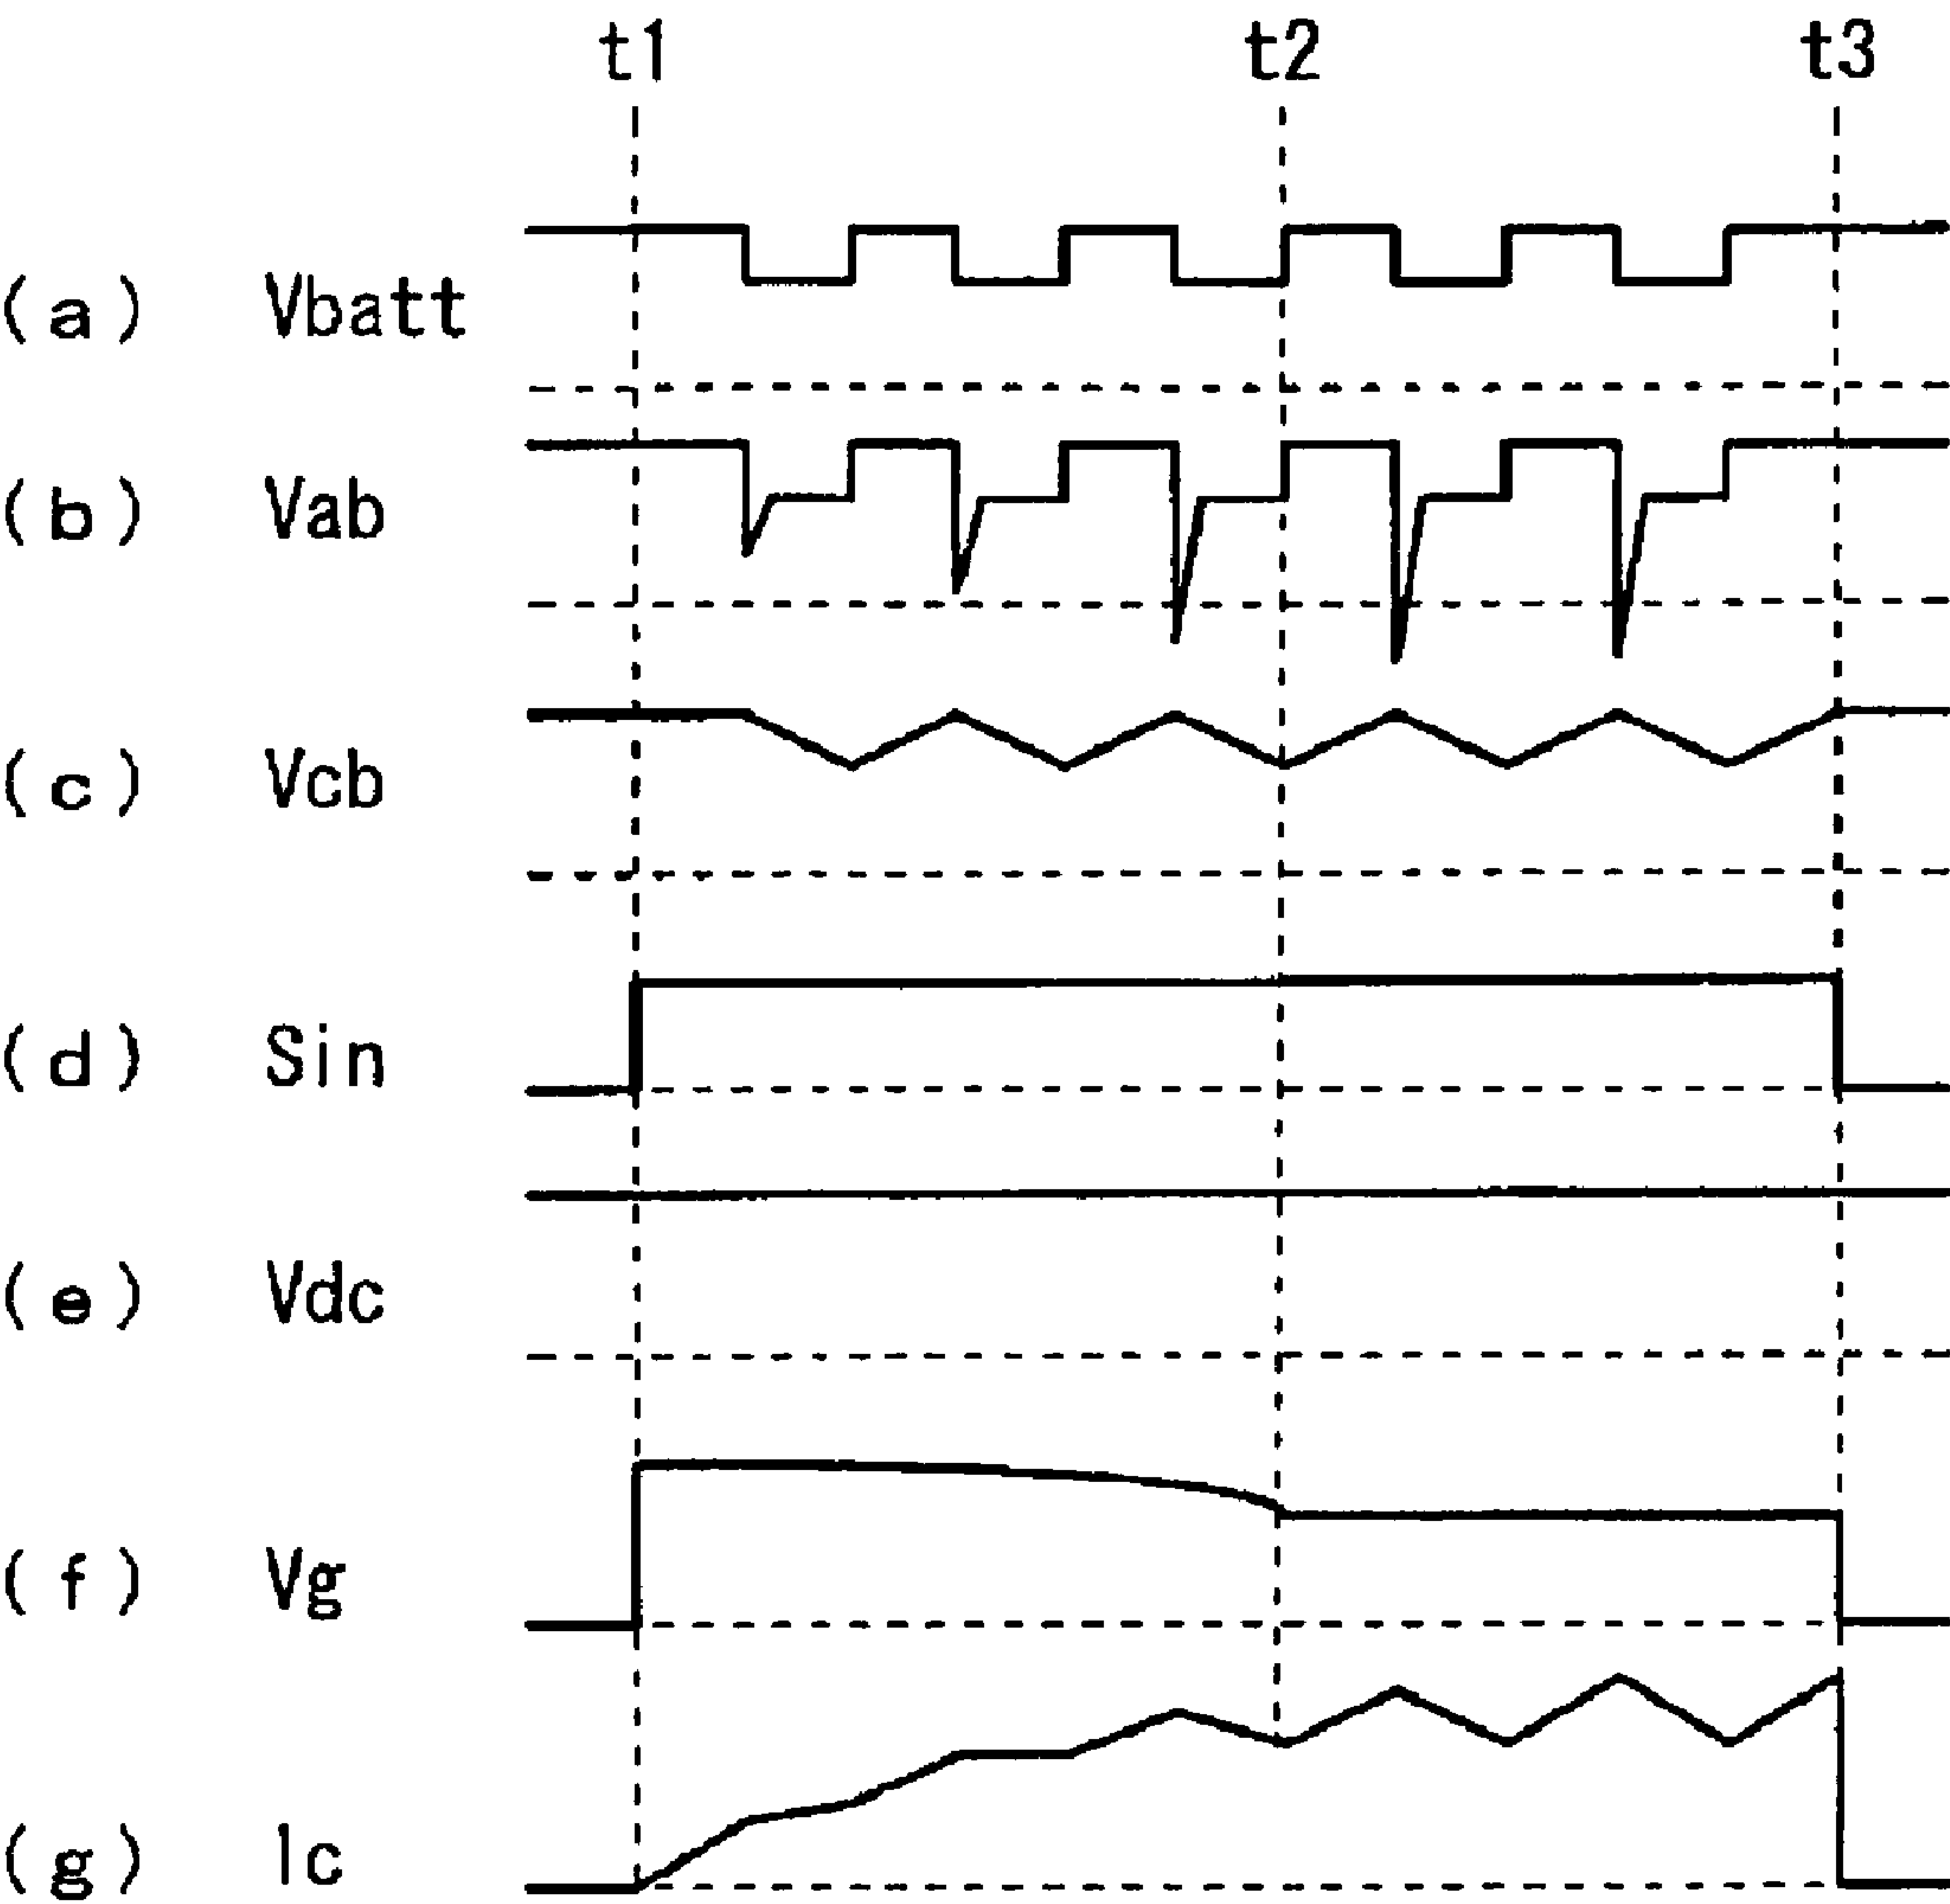 t1 t2 t3
(a) Vbatt
(b) Vab
(c) Vcb
(d) Sin
(e) Vdc
(f) Vg
(g) Ic